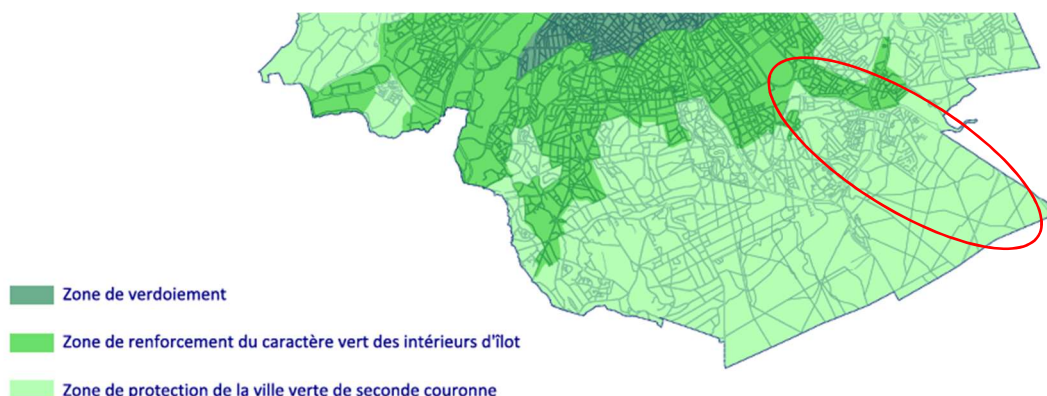 Zone de verdoiement
Zone de renforcement du caractère vert des intérieurs d'îlot
Zone de protection de la ville verte de seconde couronne